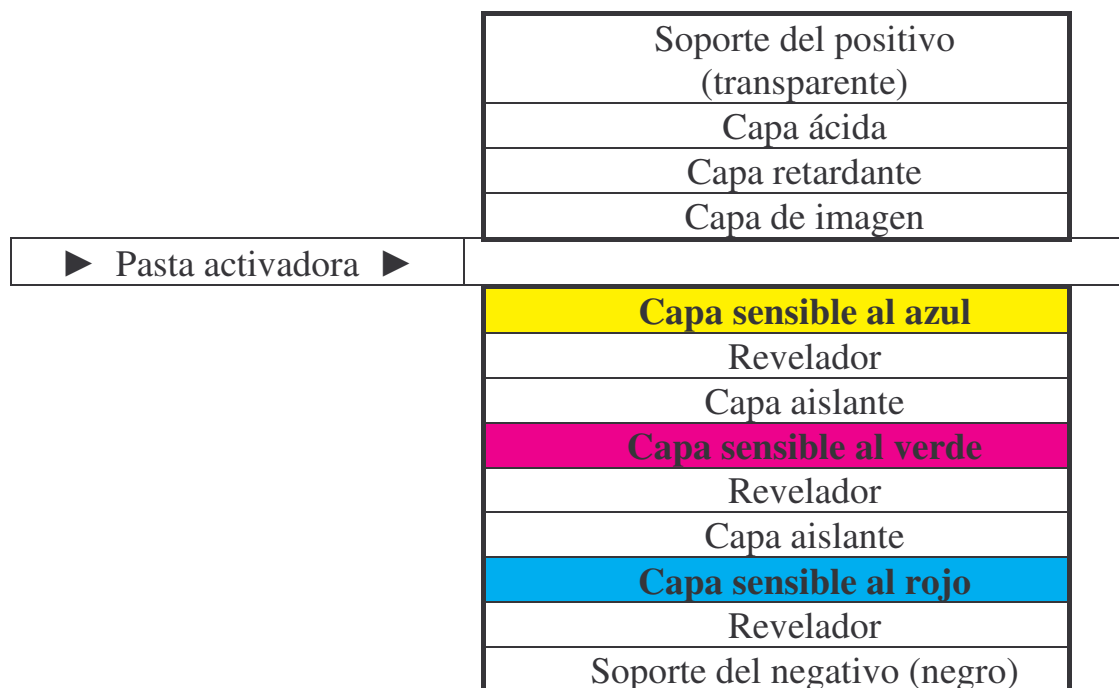 Soporte del positivo
(transparente)
Capa ácida
Capa retardante
Capa de imagen
► Pasta activadora ►
Capa sensible al azul
Revelador
Capa aislante
Capa sensible al verde
Revelador
Capa aislante
Capa sensible al rojo
Revelador
Soporte del negativo (negro)